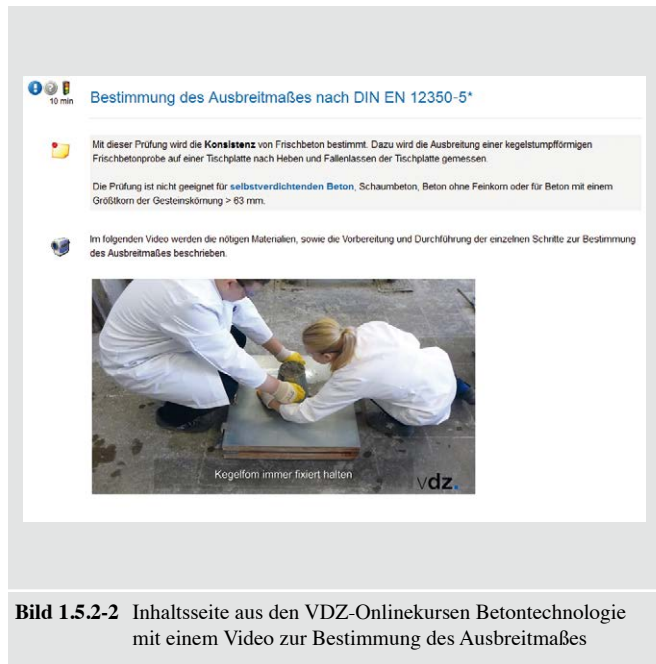 10 min
Bestimmung des Ausbreitmaßes nach DIN EN 12350-5*
Mit dieser Prüfung wird die Konsistenz von Frischbeton bestimmt. Dazu wird die Ausbreitung einer kegelstumpfförmigen
Frischbetonprobe auf einer Tischplatte nach Heben und Fallenlassen der Tischplatte gemessen.
Die Prüfung ist nicht geeignet für selbstverdichtenden Beton, Schaumbeton, Beton ohne Feinkorn oder für Beton mit einem
Größtkorn der Gesteinskörnung > 63 mm.
Im folgenden Video werden die nötigen Materialien, sowie die Vorbereitung und Durchführung der einzelnen Schritte zur Bestimmung
des Ausbreitmaßes beschrieben.
Kegelfom immer fixiert halten
vdz.
Bild 1.5.2-2 Inhaltsseite aus den VDZ-Onlinekursen Betontechnologie
mit einem Video zur Bestimmung des Ausbreitmaßes